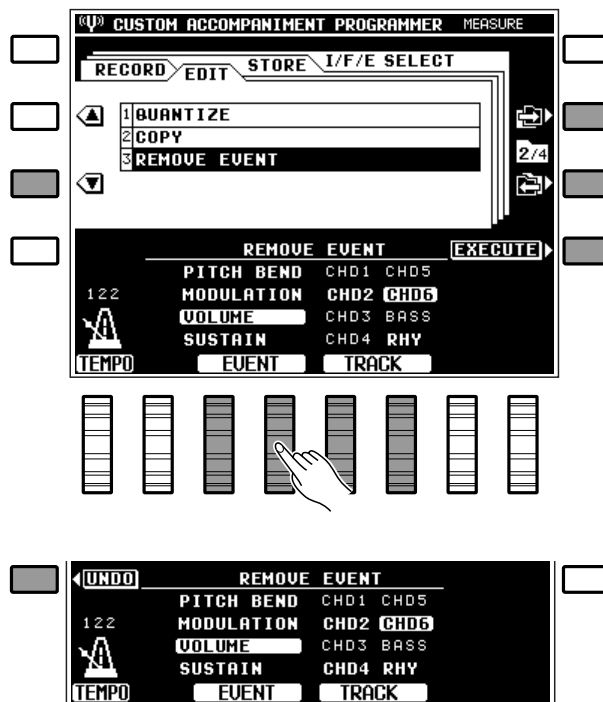 CUSTOM ACCOMPANIMENT PROGRAMMER MEASURE
RECORD EDIT STORE I/F/E SELECT
1 QUANTIZE
2 COPY
3 REMOVE EVENT
2/4
REMOVE EVENT EXECUTE
PITCH BEND CHD1 CHD5
122 MODULATION CHD2 CHD6
VOLUME CHD3 BASS
SUSTAIN CHD4 RHY
TEMPO EVENT TRACK
UNDO REMOVE EVENT
PITCH BEND CHD1 CHD5
122 MODULATION CHD2 CHD6
VOLUME CHD3 BASS
SUSTAIN CHD4 RHY
TEMPO EVENT TRACK